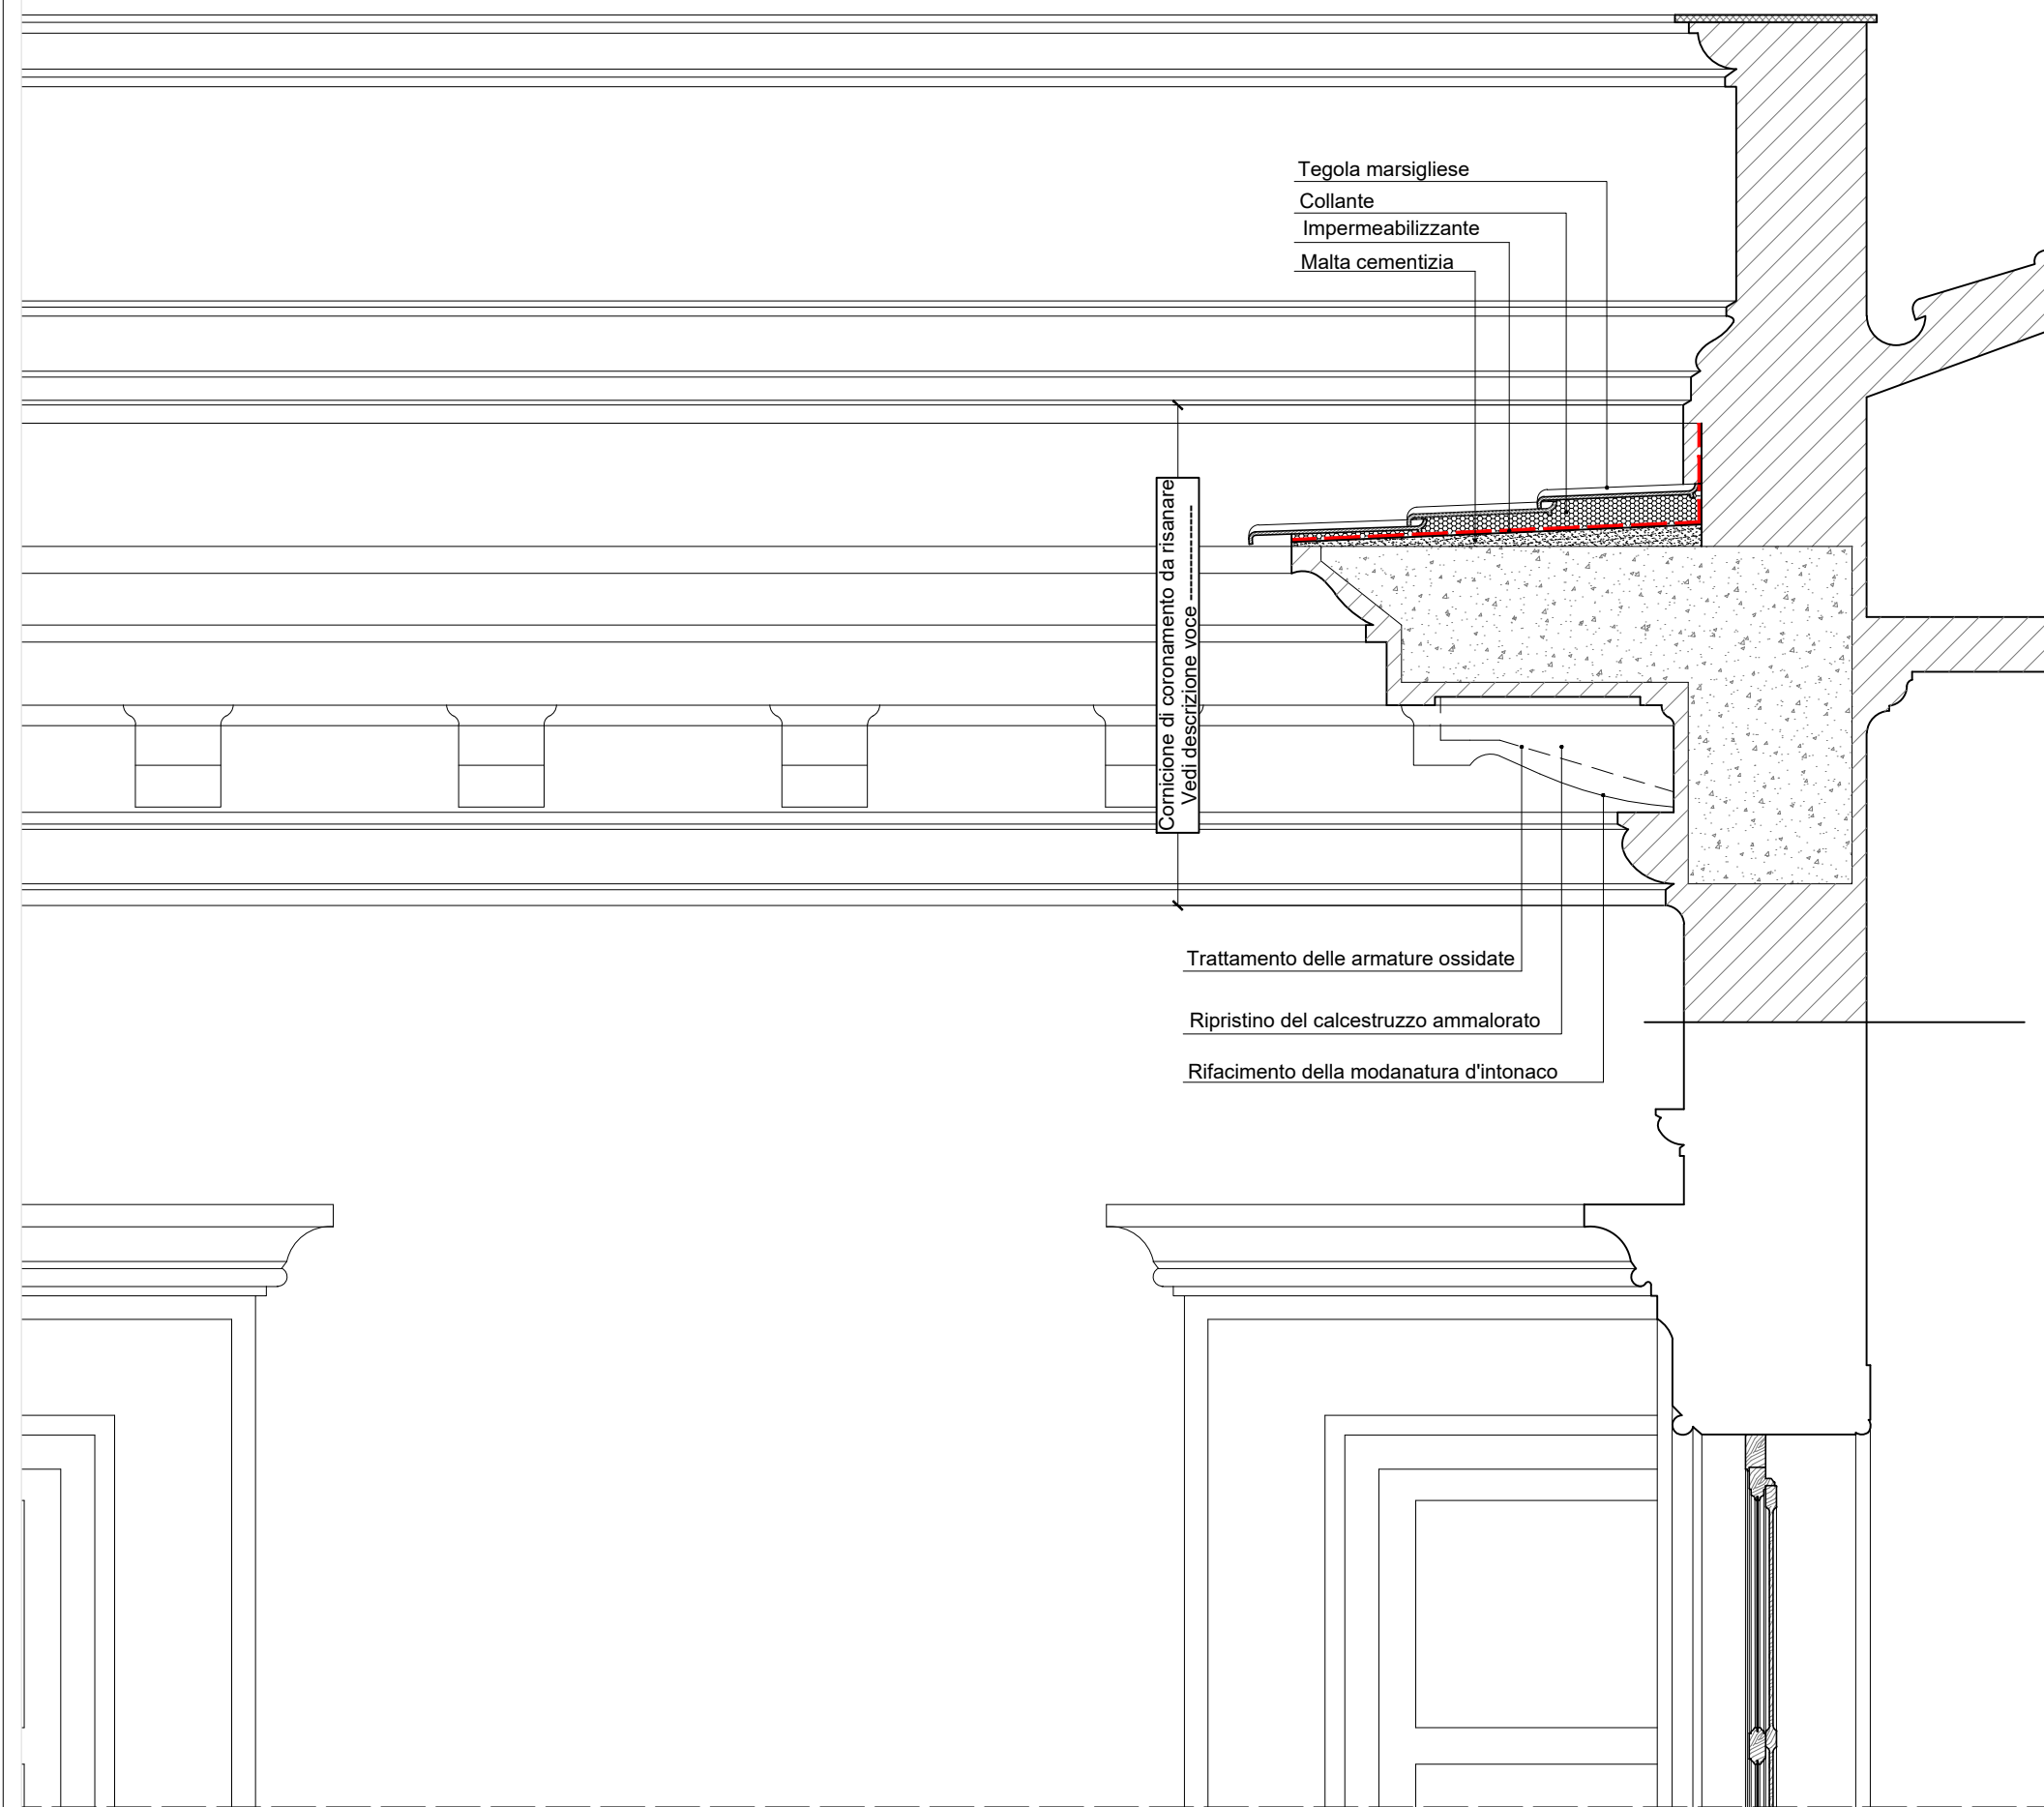 Tegola marsigliese
Collante
Impermeabilizzante
Malta cementizia
Cornicione di coronamento da risanare
Vedi descrizione voce -------------
Trattamento delle armature ossidate
Ripristino del calcestruzzo ammalorato
Rifacimento della modanatura d'intonaco